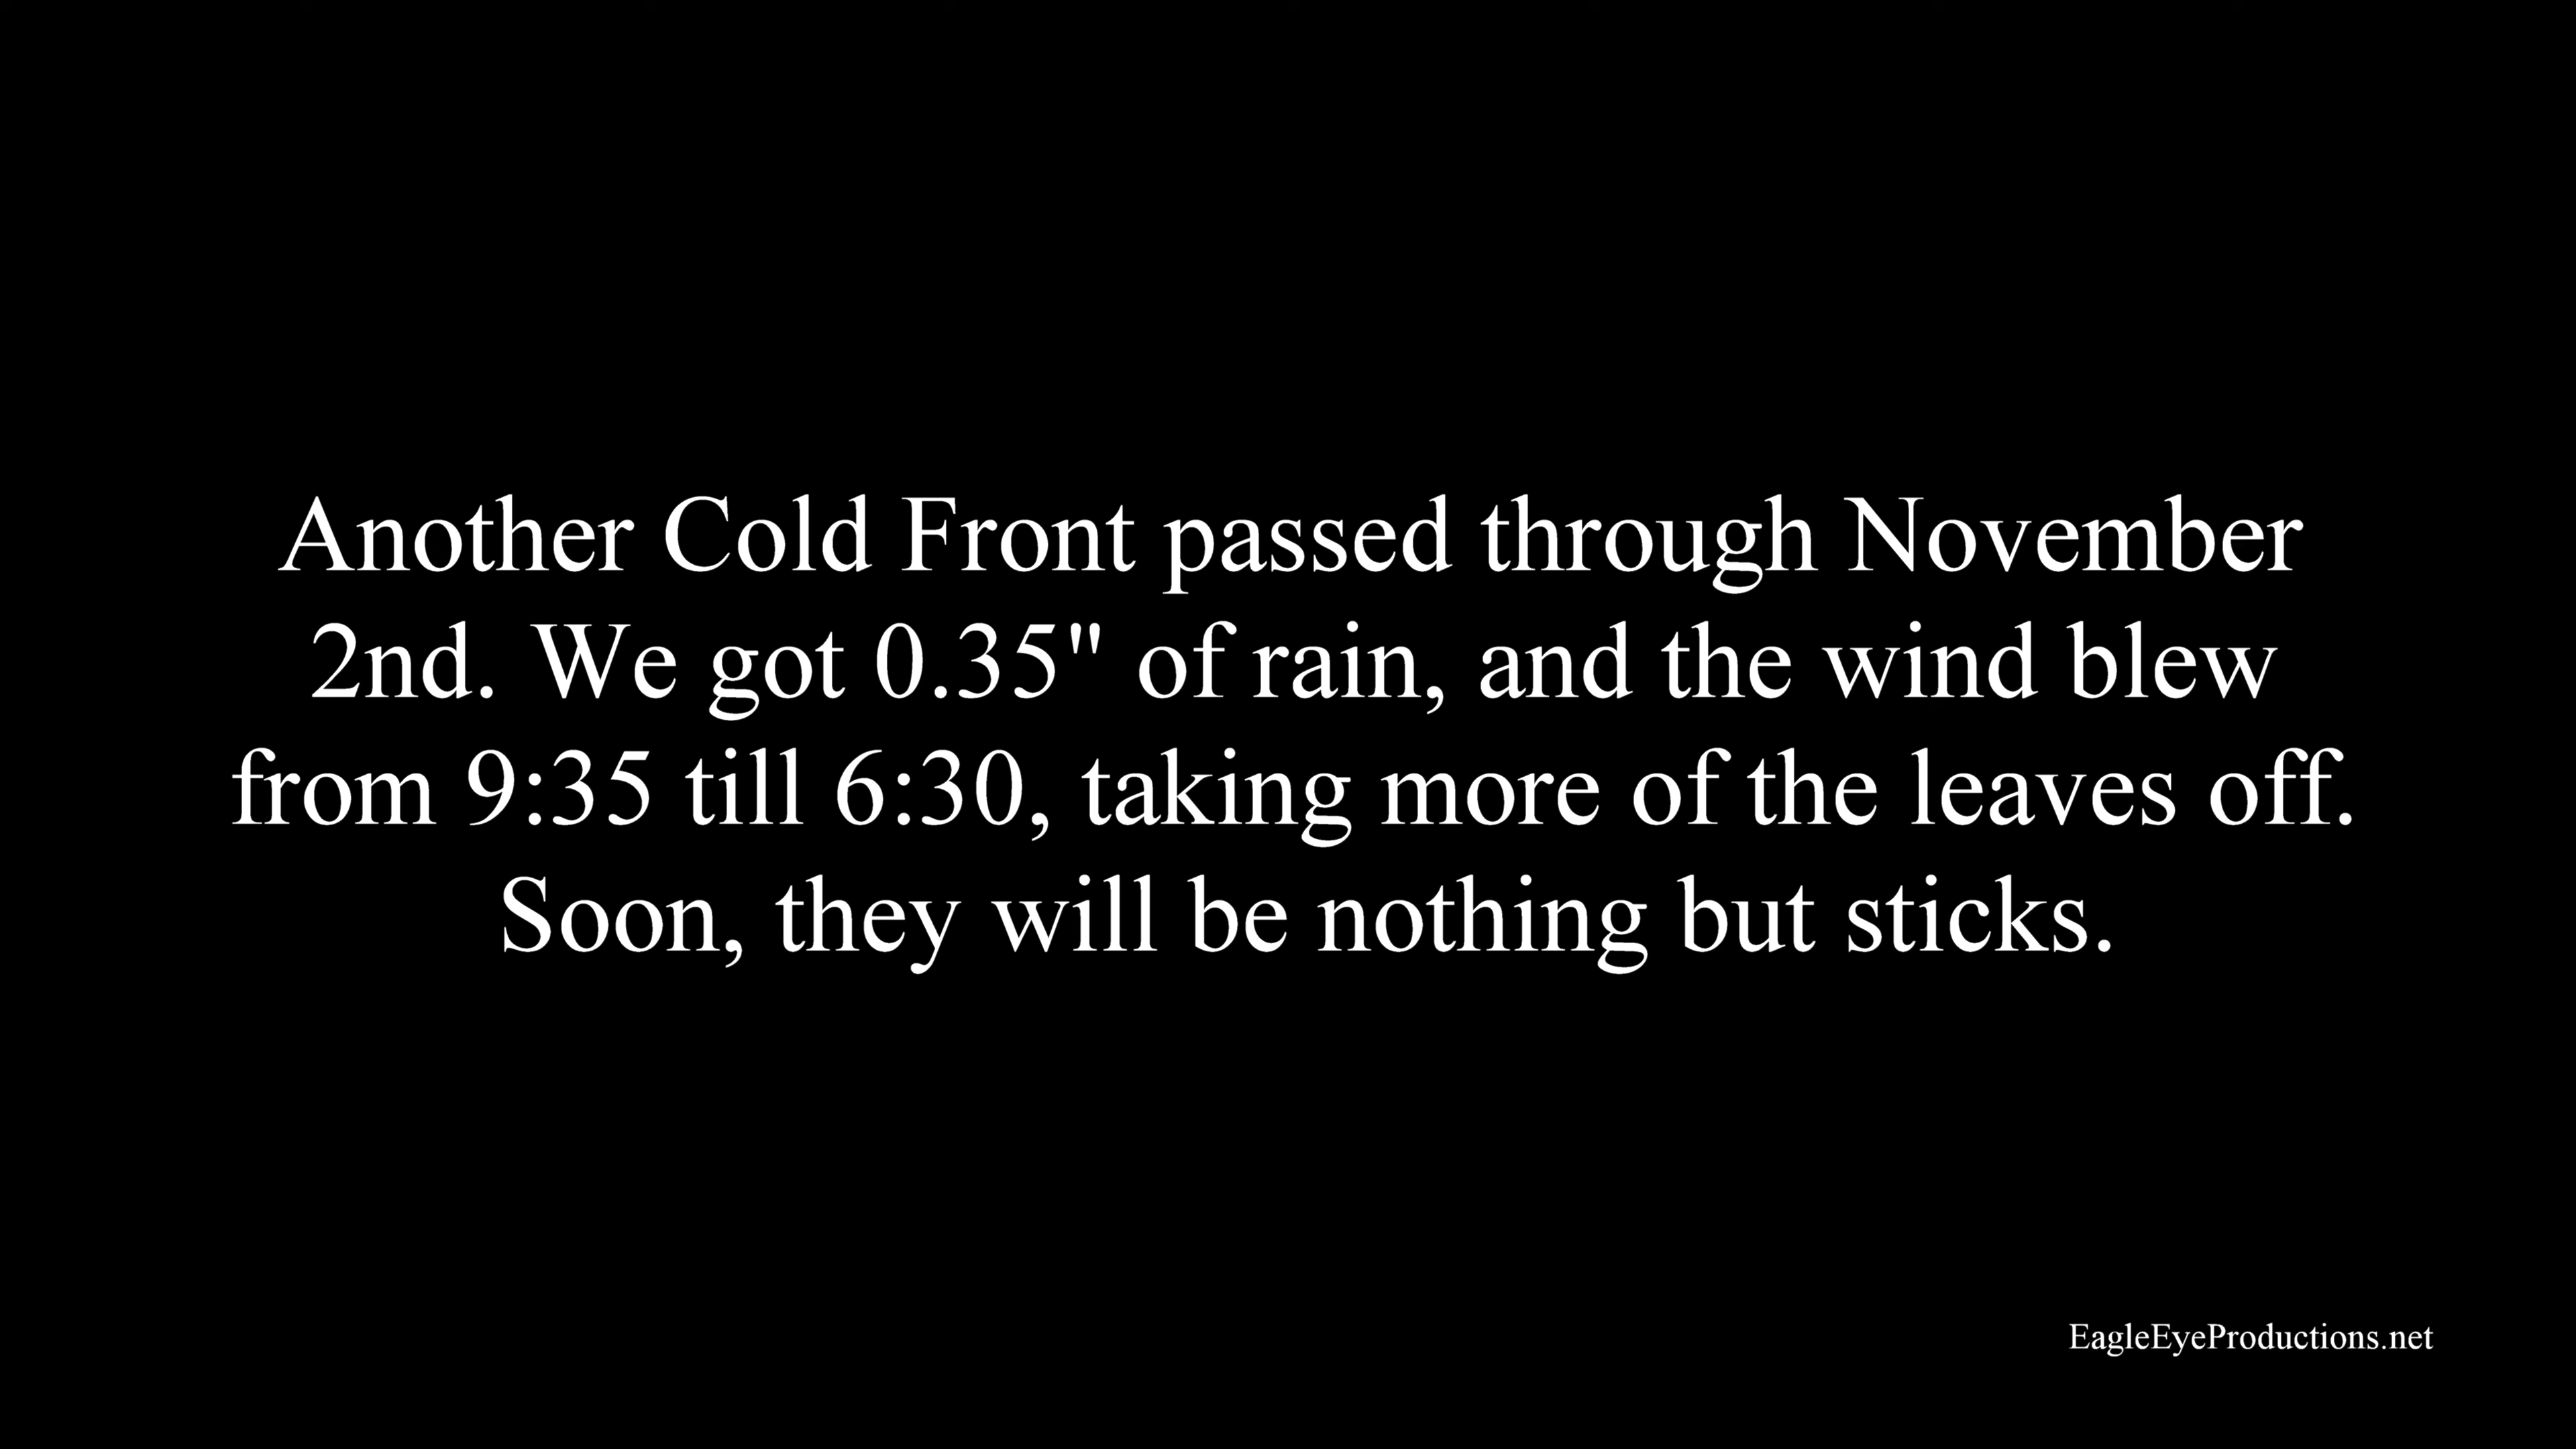 Another Cold Front passed through November
2nd. We got 0.35" of rain, and the wind blew
from 9:35 till 6:30, taking more of the leaves off.
Soon, they will be nothing but sticks.
EagleEyeProductions.net